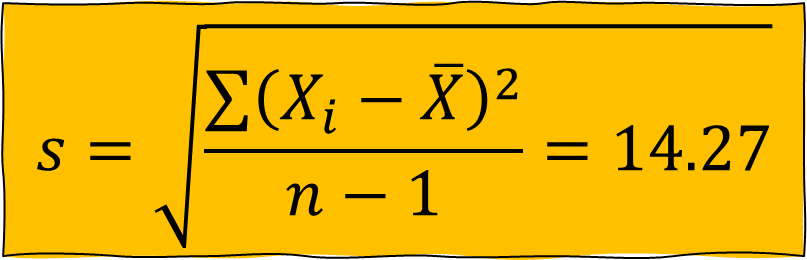 s = √(∑(Xᵢ − X̄)² / (n − 1)) = 14.27